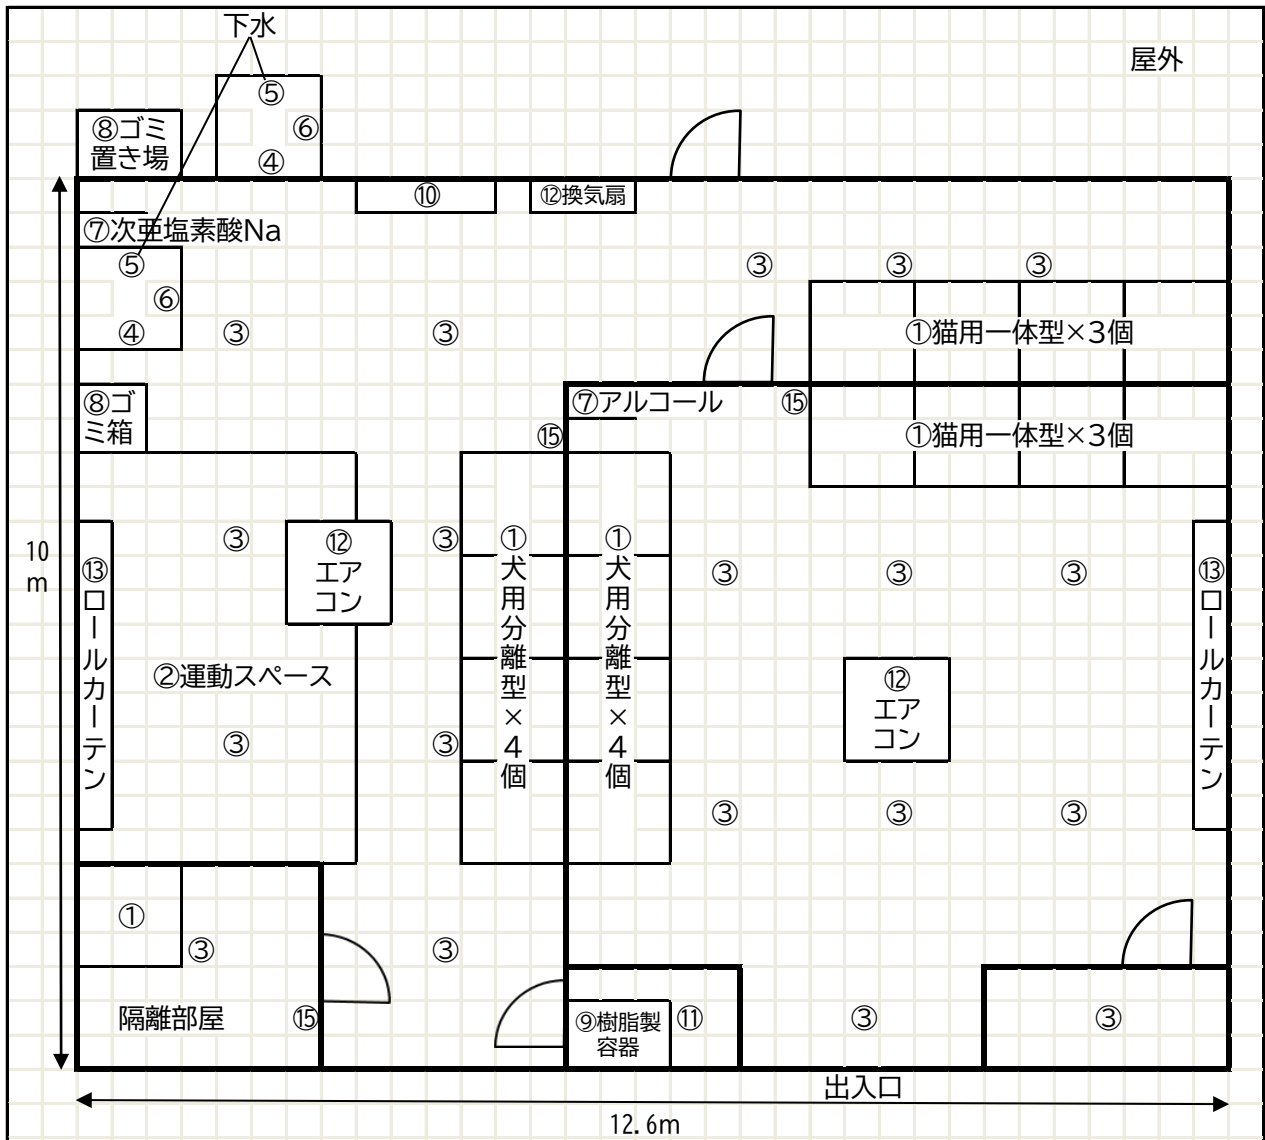 下水
屋外
⑤
⑧ゴミ
置き場
⑥
④
⑩
⑫換気扇
⑦次亜塩素酸Na
⑤
⑥
④
③
③
③
③
③
①猫用一体型×3個
⑧ゴ
ミ箱
⑦アルコール
⑮
⑮
①猫用一体型×3個
10
m
⑬ロールカーテン
③
⑫
エア
コン
③
①犬用分離型×4個
①犬用分離型×4個
③
③
③
⑬ロールカーテン
②運動スペース
⑫
エア
コン
③
③
③
③
③
①
③
③
隔離部屋
⑮
⑨樹脂製
容器
⑪
③
③
出入口
12.6m